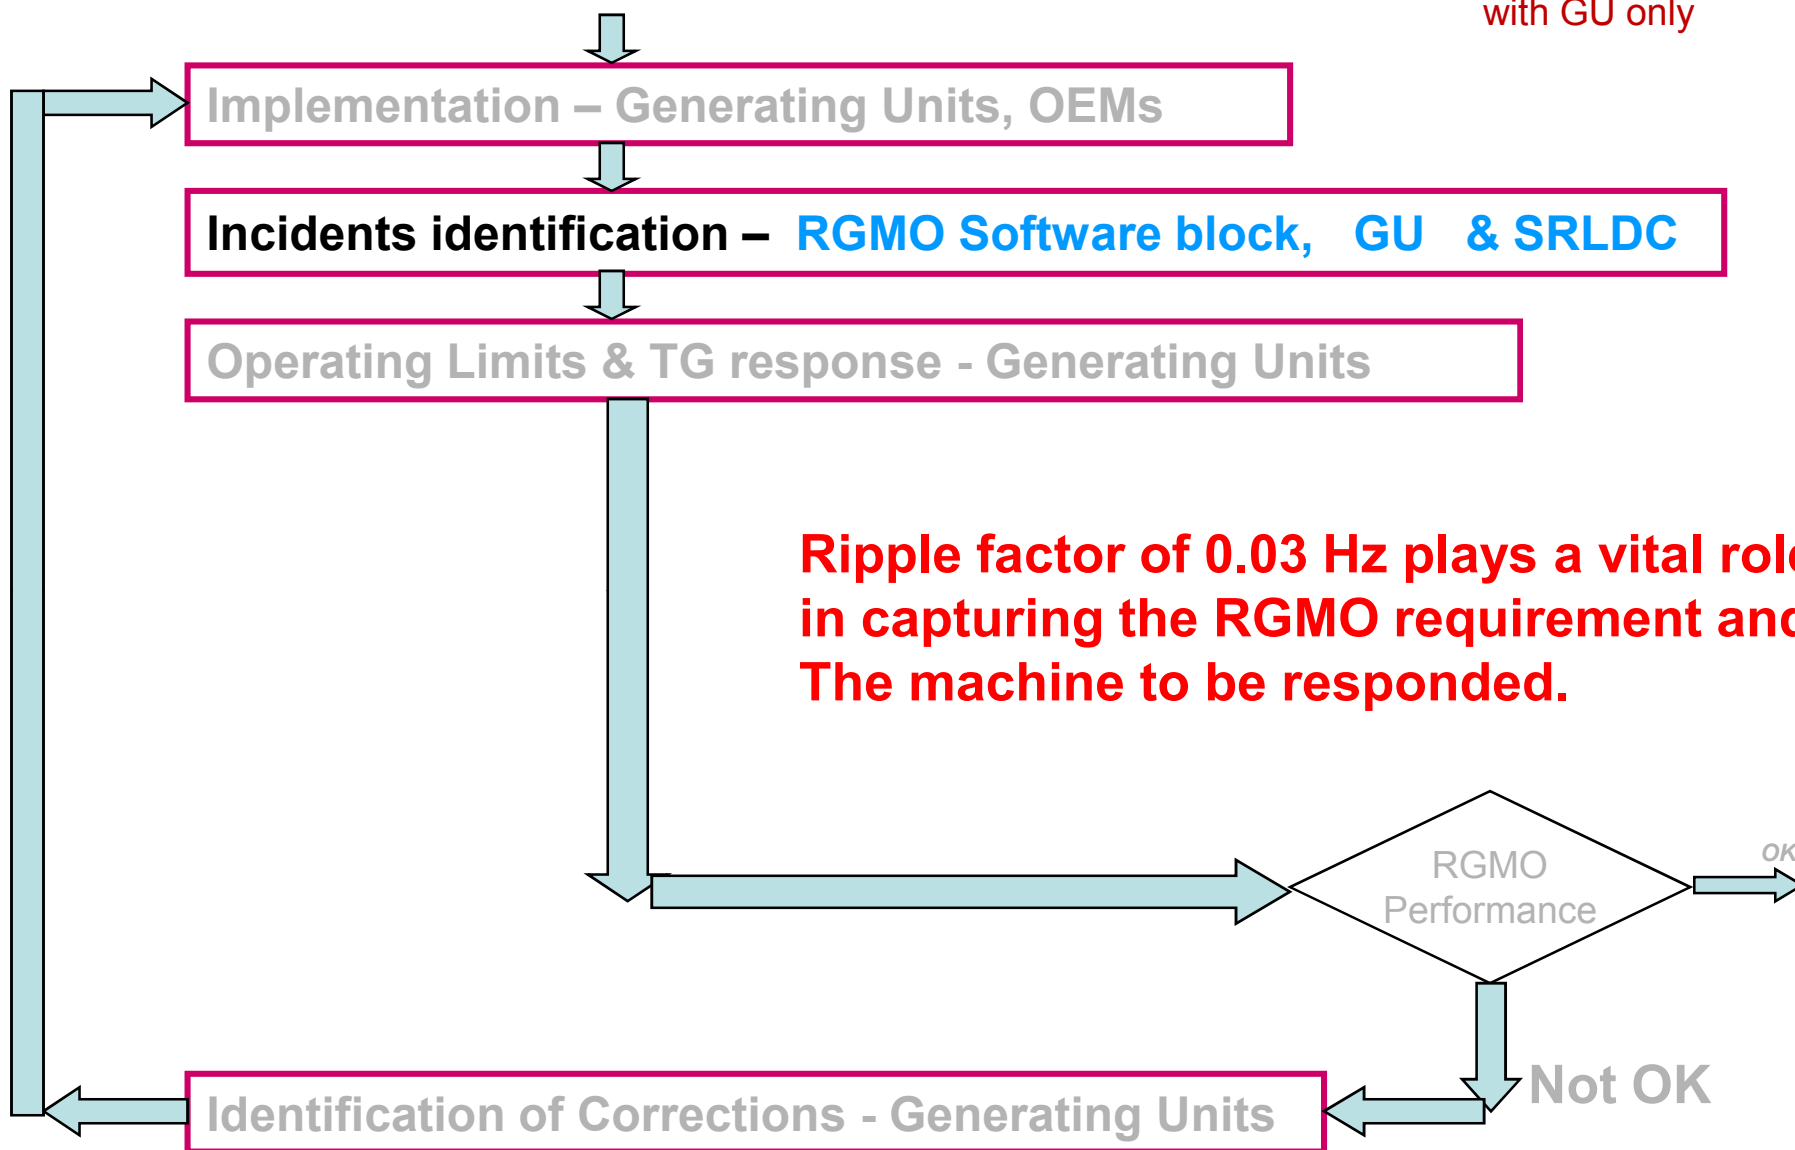 with GU only
Implementation – Generating Units, OEMs
Incidents identification – RGMO Software block, GU & SRLDC
Operating Limits & TG response - Generating Units
Ripple factor of 0.03 Hz plays a vital role
in capturing the RGMO requirement and
The machine to be responded.
RGMO
Performance
OK
Not OK
Identification of Corrections - Generating Units